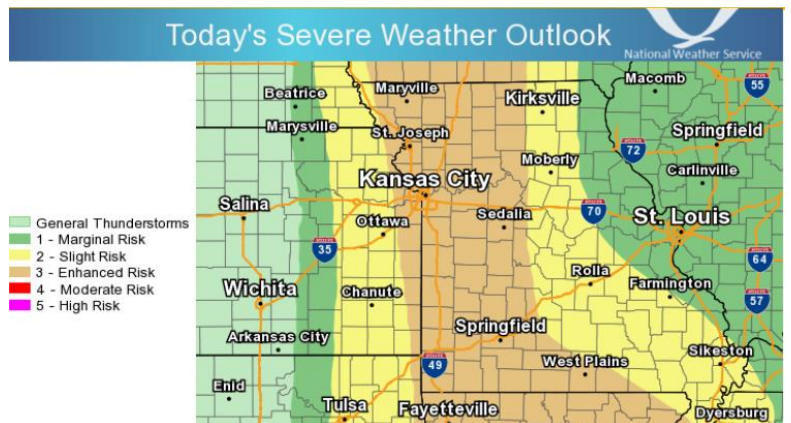 Today's Severe Weather Outlook
National Weather Service
General Thunderstorms
1 - Marginal Risk
2 - Slight Risk
3 - Enhanced Risk
4 - Moderate Risk
5 - High Risk
Beatrice
Maryville
Kirksville
Macomb
55
Marysville
St. Joseph
Moberly
72
Springfield
Carlinville
Kansas City
Salina
Ottawa
Sedalia
70
St. Louis
35
64
Wichita
Chanute
Rolla
Farmington
57
Arkansas City
Springfield
49
West Plains
Sikeston
Enid
Tulsa
Fayetteville
Dyersburg